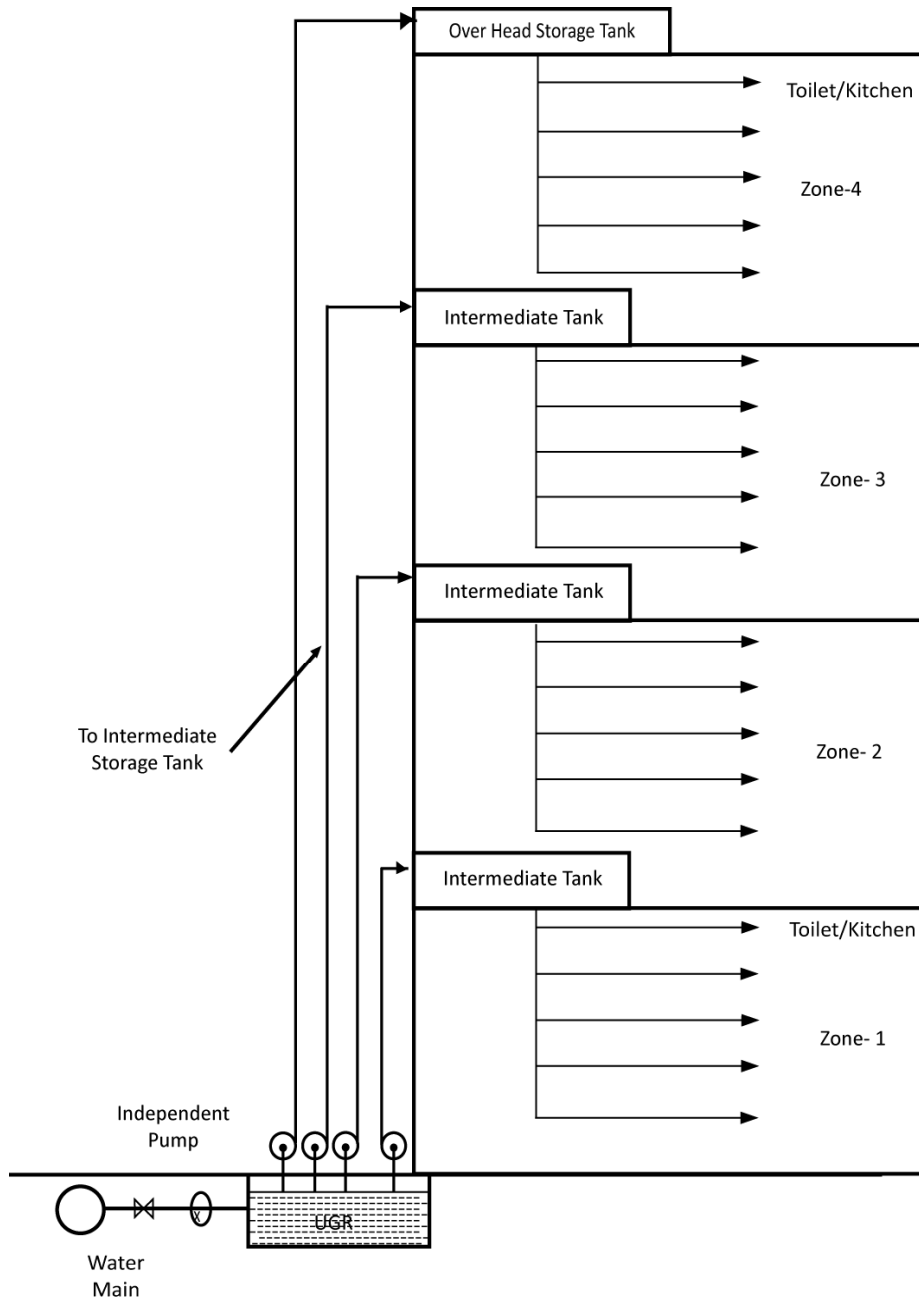 Over Head Storage Tank
Toilet/Kitchen
Zone-4
Intermediate Tank
Zone- 3
Intermediate Tank
To Intermediate
Storage Tank
Zone- 2
Intermediate Tank
Toilet/Kitchen
Zone- 1
Independent
Pump
UGR
X
Water
Main